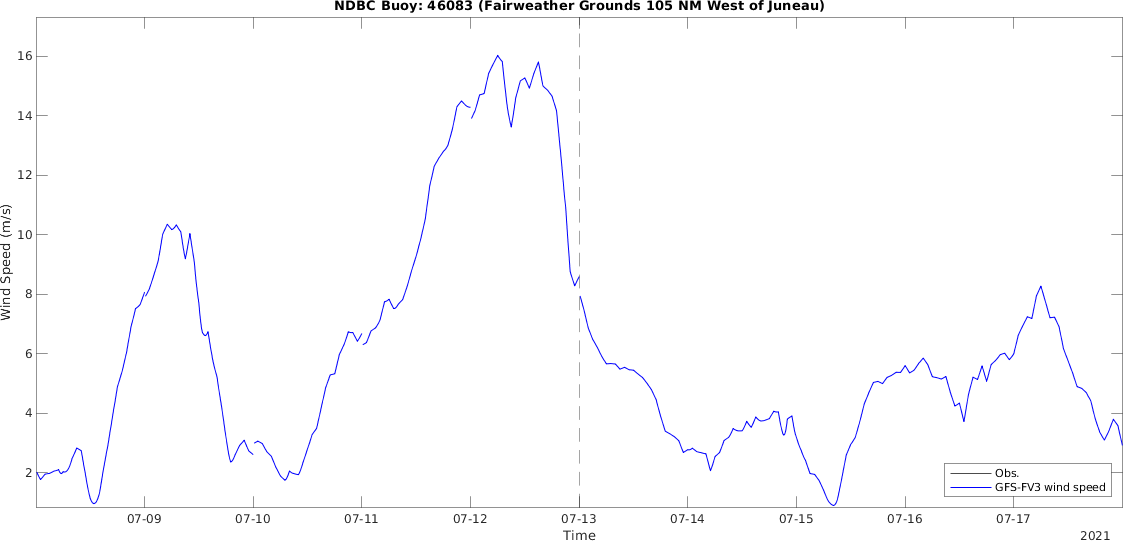 NDBC Buoy: 46083 (Fairweather Grounds 105 NM West of Juneau)
16
14
12
10
8
6
4
2
Wind Speed (m/s)
Obs.
GFS-FV3 wind speed
07-09 07-10 07-11 07-12 07-13 07-14 07-15 07-16 07-17
Time
2021